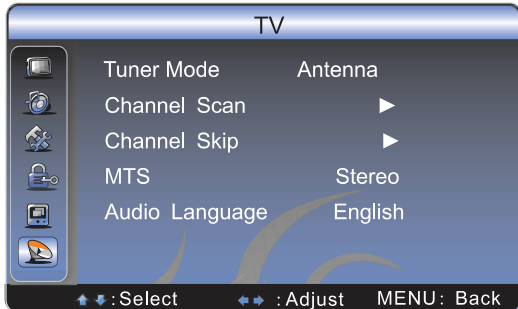 TV
Tuner Mode Antenna
Channel Scan ►
Channel Skip ►
MTS Stereo
Audio Language English
:Select :Adjust MENU: Back